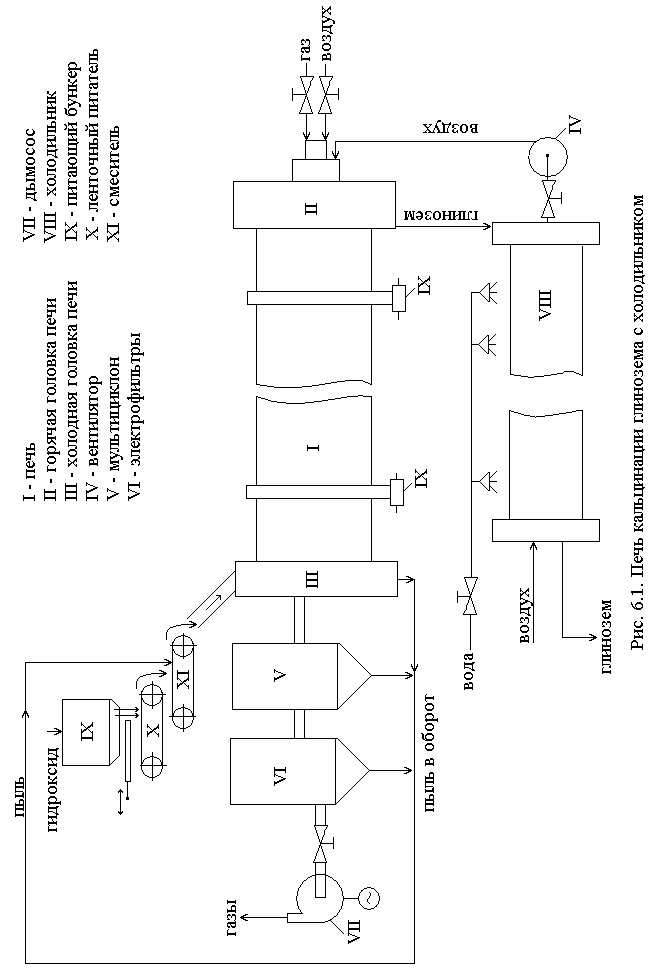 I - печь
II - горячая головка печи
III - холодная головка печи
IV - вентилятор
V - мультициклон
VI - электрофильтры
VII - дымосос
VIII - холодильник
IX - питающий бункер
X - ленточный питатель
XI - смеситель
пыль
гидроксид
IX
X
XI
газ
воздух
III
I
II
IX
IX
V
VI
VII
газы
пыль в оборот
глинозем
воздух
IV
вода
VIII
воздух
глинозем
Рис. 6.1. Печь кальцинации глинозема с холодильником